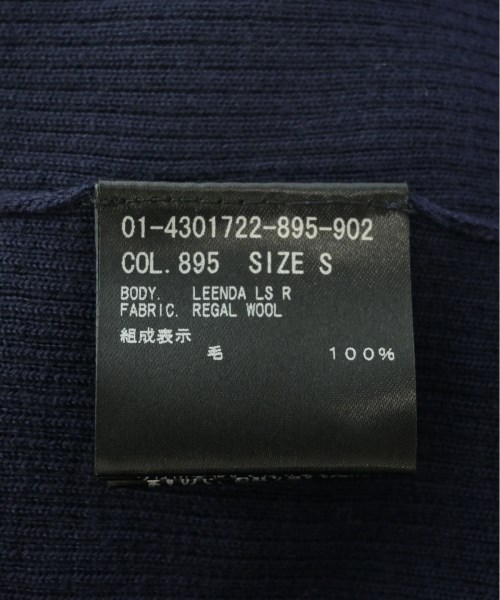 01-4301722-895-902
COL.895 SIZE S
BODY. LEENDA LS R
FABRIC. REGAL WOOL
組成表示
毛 100%